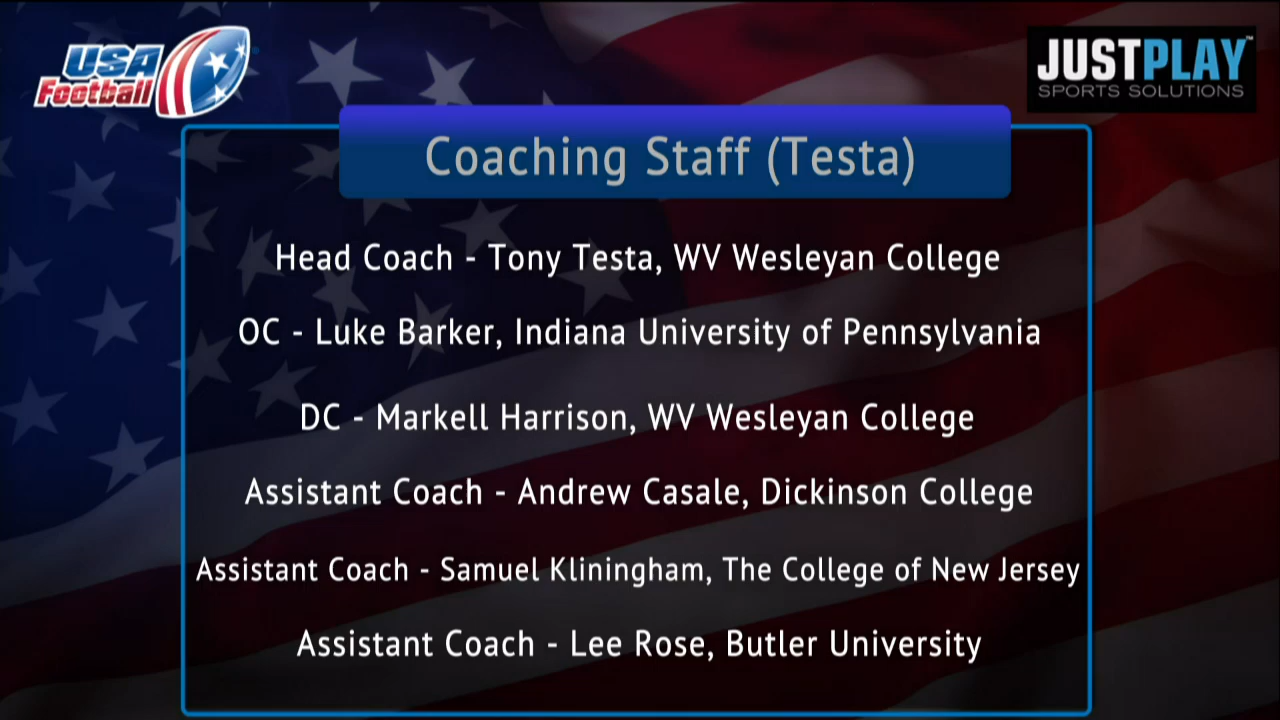 USA
Football
JUSTPLAY™
SPORTS SOLUTIONS
Coaching Staff (Testa)
Head Coach - Tony Testa, WV Wesleyan College
OC - Luke Barker, Indiana University of Pennsylvania
DC - Markell Harrison, WV Wesleyan College
Assistant Coach - Andrew Casale, Dickinson College
Assistant Coach - Samuel Kliningham, The College of New Jersey
Assistant Coach - Lee Rose, Butler University